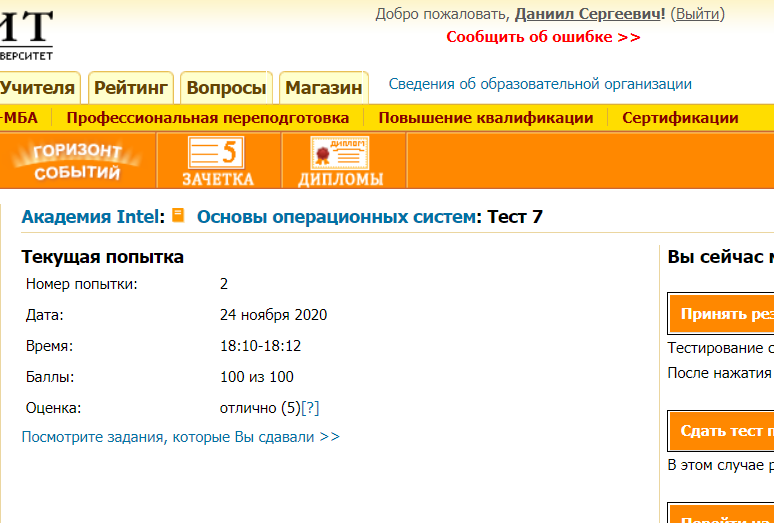 Добро пожаловать, Даниил Сергеевич! (Выйти)
ИТ
ВЕРСИТЕТ
Сообщить об ошибке >>
Учителя
Рейтинг
Вопросы
Магазин
Сведения об образовательной организации
-МБА
Профессиональная переподготовка
Повышение квалификации
Сертификации
ГОРИЗОНТ
СОБЫТИЙ
5
ЗАЧЕТКА
ДИПЛОМ
ДИПЛОМЫ
Академия Intel: Основы операционных систем: Тест 7
Текущая попытка
Номер попытки: 2
Дата: 24 ноября 2020
Время: 18:10-18:12
Баллы: 100 из 100
Оценка: отлично (5)[?]
Посмотрите задания, которые Вы сдавали >>
Вы сейчас м
Принять рез
Тестирование с
После нажатия
Сдать тест п
В этом случае р